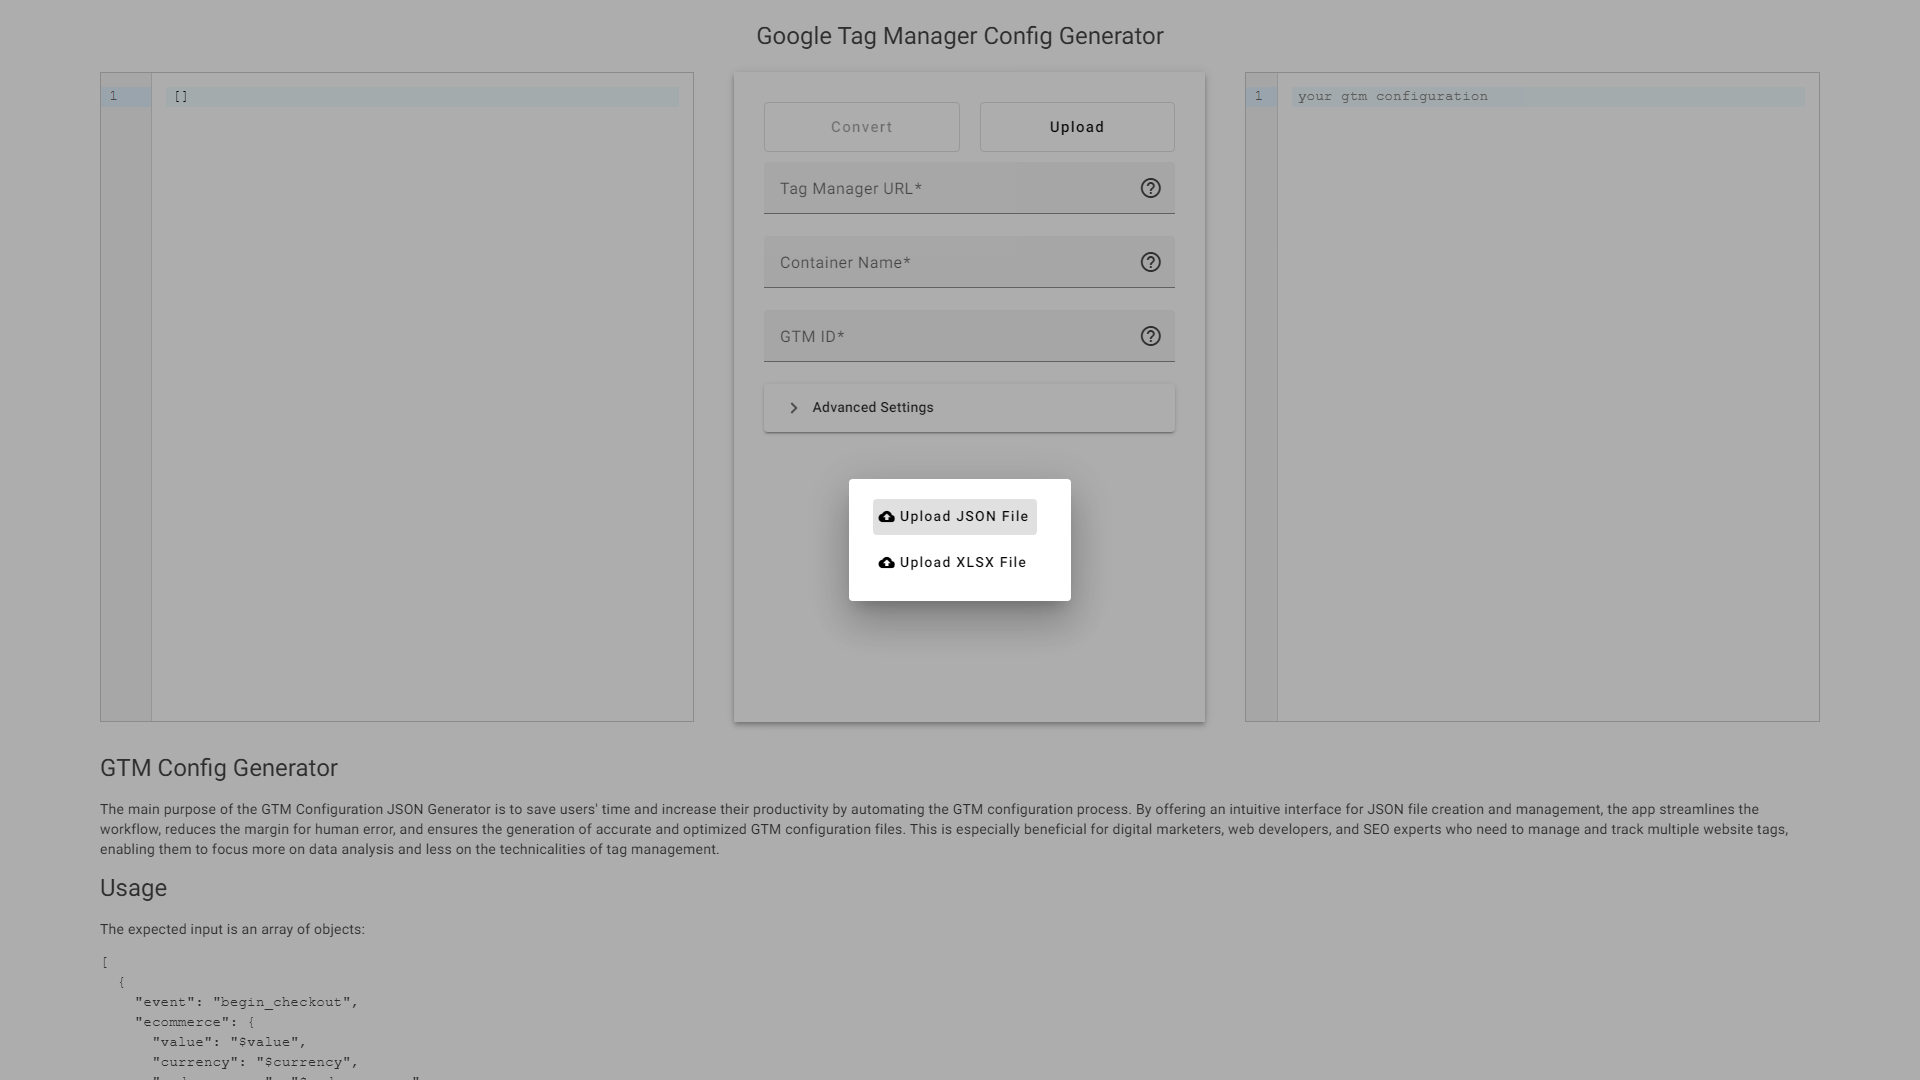 Google Tag Manager Config Generator
1
[]
Convert
Upload
Tag Manager URL*
Container Name*
GTM ID*
Advanced Settings
Upload JSON File
Upload XLSX File
1
your gtm configuration
GTM Config Generator
The main purpose of the GTM Configuration JSON Generator is to save users' time and increase their productivity by automating the GTM configuration process. By offering an intuitive interface for JSON file creation and management, the app streamlines the
workflow, reduces the margin for human error, and ensures the generation of accurate and optimized GTM configuration files. This is especially beneficial for digital marketers, web developers, and SEO experts who need to manage and track multiple website tags,
enabling them to focus more on data analysis and less on the technicalities of tag management.
Usage
The expected input is an array of objects:
[
{
"event": "begin_checkout",
"ecommerce": {
"value": "$value",
"currency": "$currency",